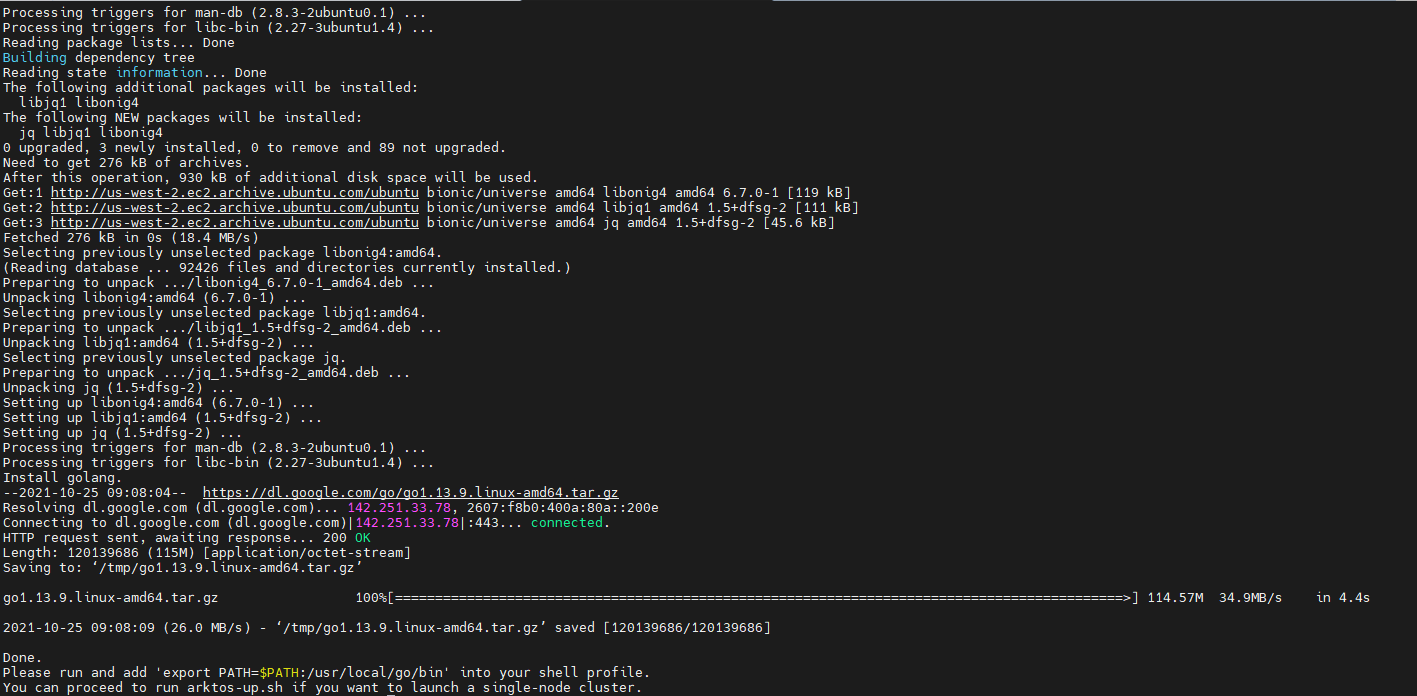 Processing triggers for man-db (2.8.3-2ubuntu0.1) ...
Processing triggers for libc-bin (2.27-3ubuntu1.4) ...
Reading package lists... Done
Building dependency tree
Reading state information... Done
The following additional packages will be installed:
  libjq1 libonig4
The following NEW packages will be installed:
  jq libjq1 libonig4
0 upgraded, 3 newly installed, 0 to remove and 89 not upgraded.
Need to get 276 kB of archives.
After this operation, 930 kB of additional disk space will be used.
Get:1 http://us-west-2.ec2.archive.ubuntu.com/ubuntu bionic/universe amd64 libonig4 amd64 6.7.0-1 [119 kB]
Get:2 http://us-west-2.ec2.archive.ubuntu.com/ubuntu bionic/universe amd64 libjq1 amd64 1.5+dfsg-2 [111 kB]
Get:3 http://us-west-2.ec2.archive.ubuntu.com/ubuntu bionic/universe amd64 jq amd64 1.5+dfsg-2 [45.6 kB]
Fetched 276 kB in 0s (18.4 MB/s)
Selecting previously unselected package libonig4:amd64.
(Reading database ... 92426 files and directories currently installed.)
Preparing to unpack .../libonig4_6.7.0-1_amd64.deb ...
Unpacking libonig4:amd64 (6.7.0-1) ...
Selecting previously unselected package libjq1:amd64.
Preparing to unpack .../libjq1_1.5+dfsg-2_amd64.deb ...
Unpacking libjq1:amd64 (1.5+dfsg-2) ...
Selecting previously unselected package jq.
Preparing to unpack .../jq_1.5+dfsg-2_amd64.deb ...
Unpacking jq (1.5+dfsg-2) ...
Setting up libonig4:amd64 (6.7.0-1) ...
Setting up libjq1:amd64 (1.5+dfsg-2) ...
Setting up jq (1.5+dfsg-2) ...
Processing triggers for man-db (2.8.3-2ubuntu0.1) ...
Processing triggers for libc-bin (2.27-3ubuntu1.4) ...
Install golang.
--2021-10-25 09:08:04--  https://dl.google.com/go/go1.13.9.linux-amd64.tar.gz
Resolving dl.google.com (dl.google.com)... 142.251.33.78, 2607:f8b0:400a:80a::200e
Connecting to dl.google.com (dl.google.com)|142.251.33.78|:443... connected.
HTTP request sent, awaiting response... 200 OK
Length: 120139686 (115M) [application/octet-stream]
Saving to: ‘/tmp/go1.13.9.linux-amd64.tar.gz’
go1.13.9.linux-amd64.tar.gz 100%[===========================================================================================>] 114.57M 34.9MB/s in 4.4s
2021-10-25 09:08:09 (26.0 MB/s) - ‘/tmp/go1.13.9.linux-amd64.tar.gz’ saved [120139686/120139686]
Done.
Please run and add 'export PATH=$PATH:/usr/local/go/bin' into your shell profile.
You can proceed to run arktos-up.sh if you want to launch a single-node cluster.